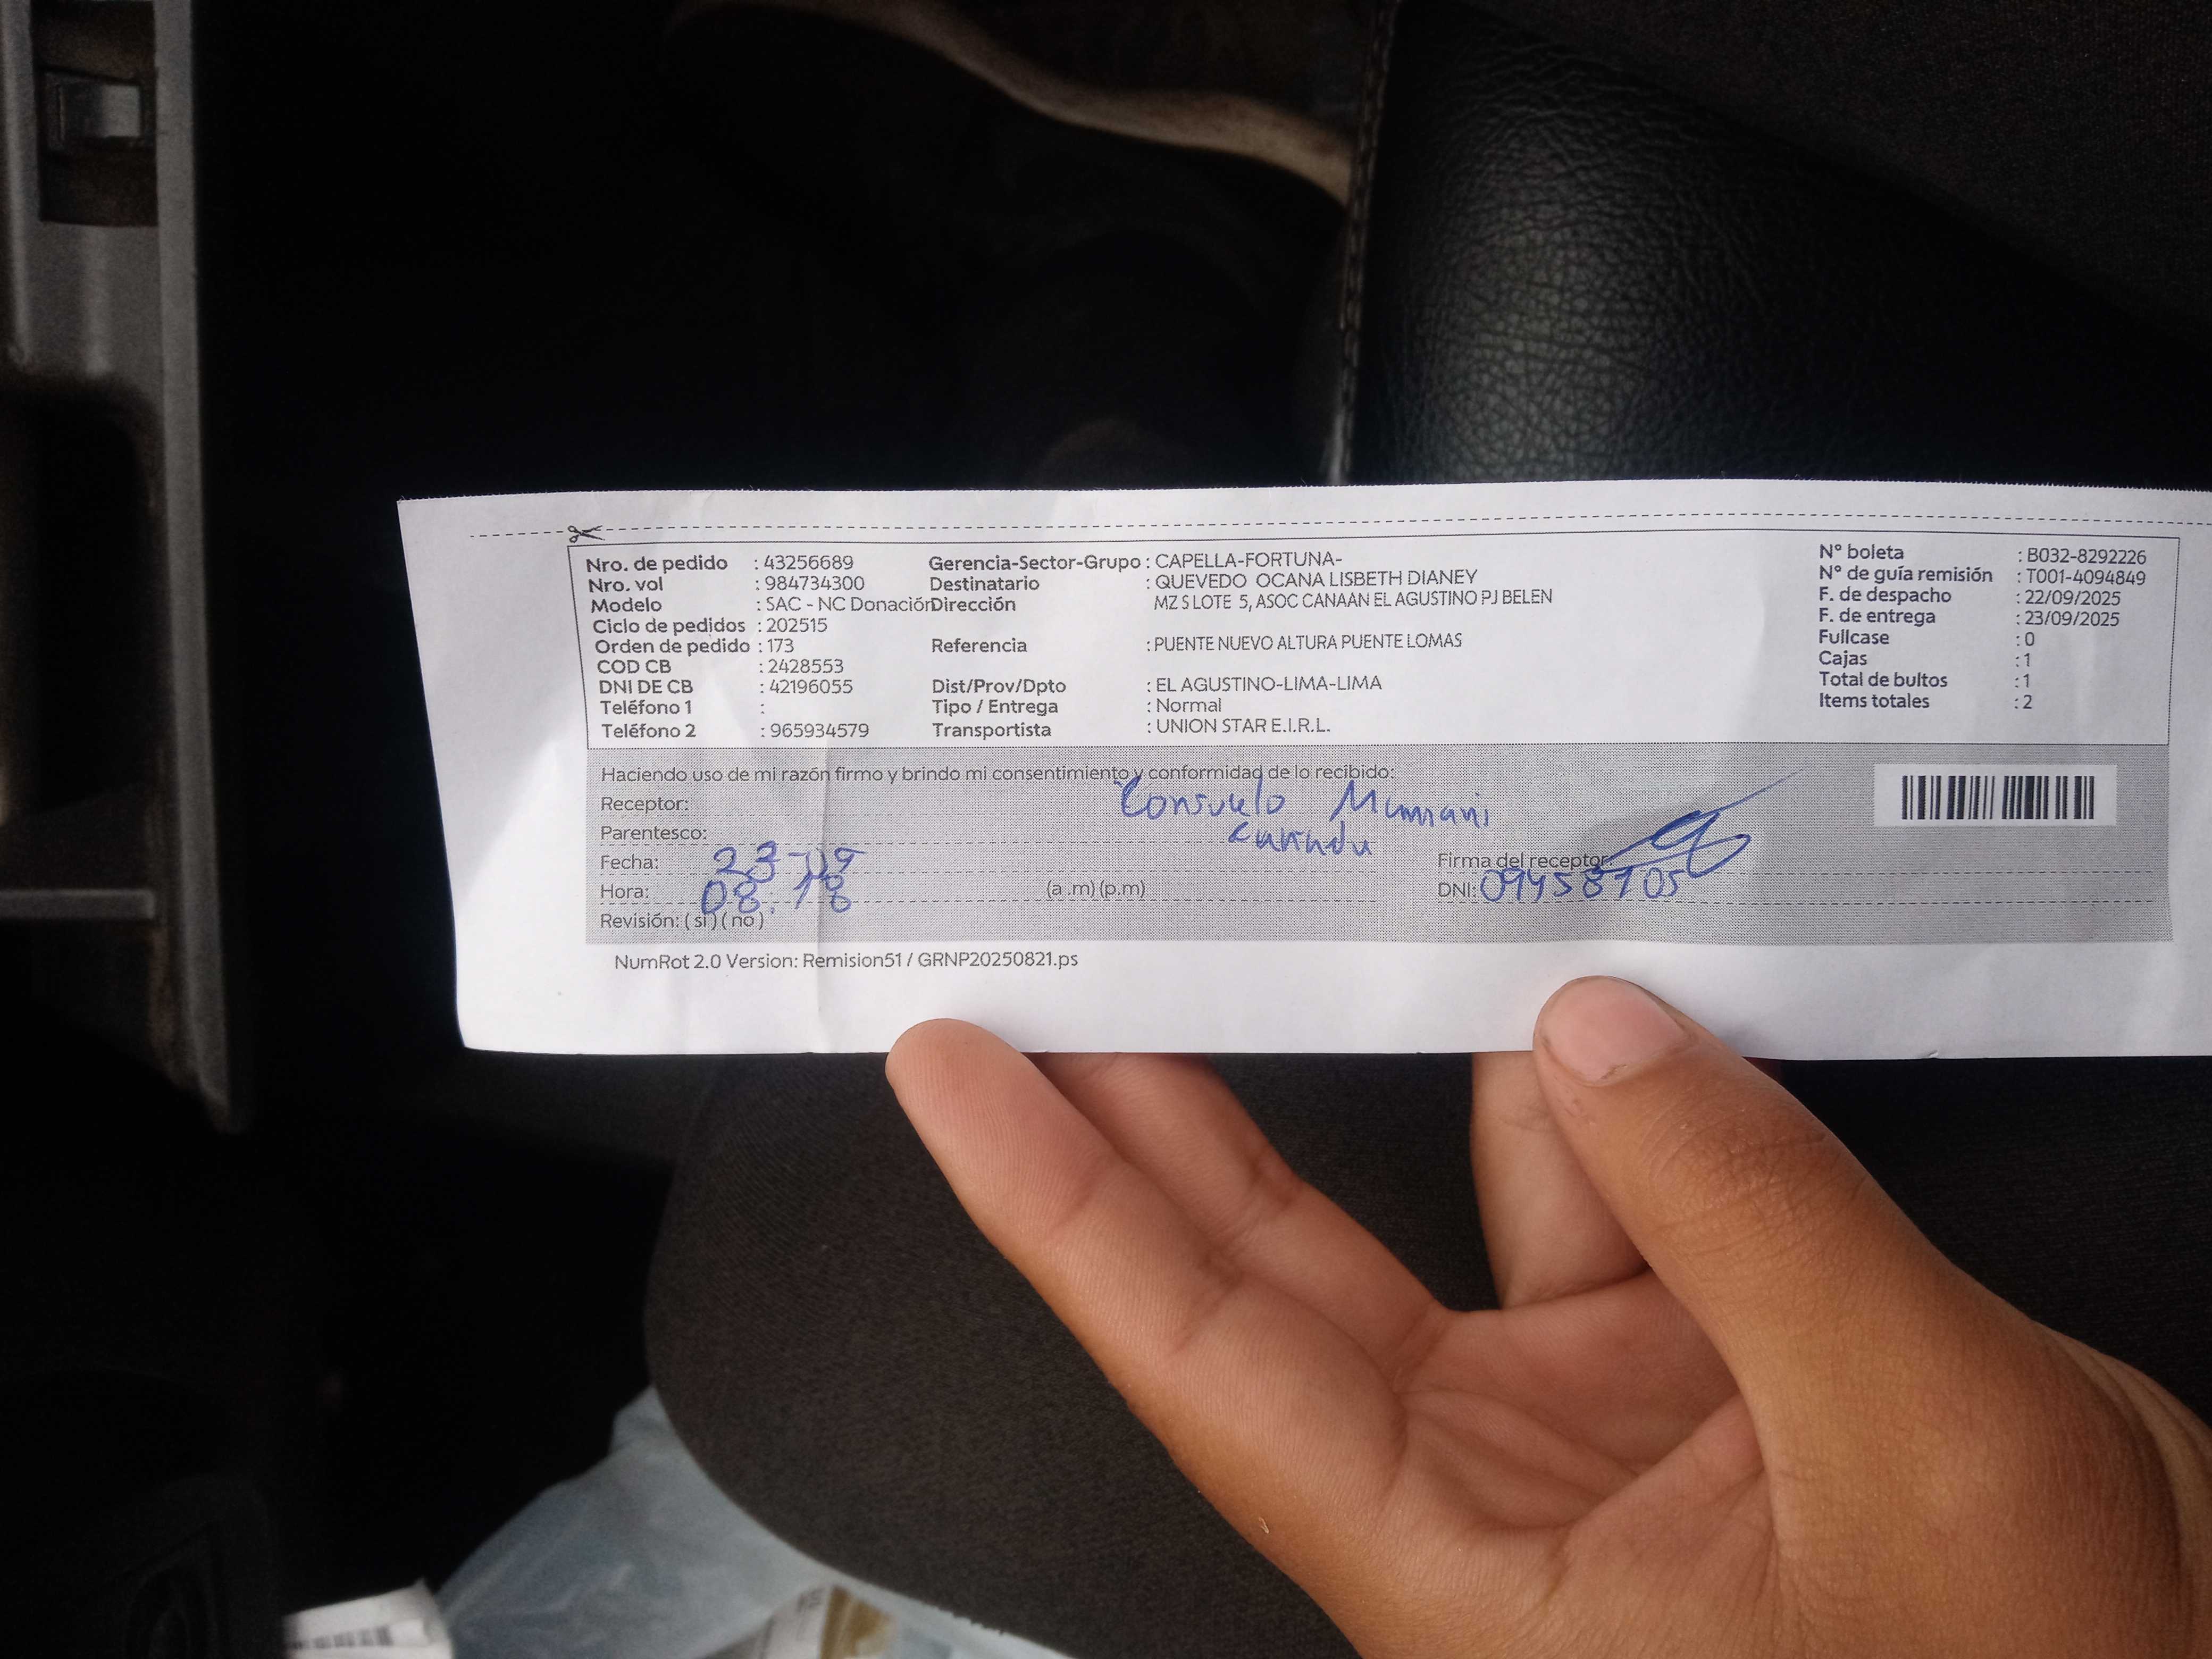 Nro. de pedido : 43256689 Gerencia-Sector-Grupo : CAPELLA-FORTUNA- N° boleta : B032-8292226
Nro. vol : 984734300 Destinatario : QUEVEDO OCANA LISBETH DIANEY N° de guía remisión : T001-4094849
Modelo : SAC - NC Donación Dirección MZ S LOTE 5, ASOC CANAAN EL AGUSTINO PJ BELEN F. de despacho : 22/09/2025
Ciclo de pedidos : 202515 F. de entrega : 23/09/2025
Orden de pedido : 173 Referencia : PUENTE NUEVO ALTURA PUENTE LOMAS Fullcase : 0
COD CB : 2428553 Cajas : 1
DNI DE CB : 42196055 Dist/Prov/Dpto : EL AGUSTINO-LIMA-LIMA Total de bultos : 1
Teléfono 1 : Tipo / Entrega : Normal Items totales : 2
Teléfono 2 : 965934579 Transportista : UNION STAR E.I.R.L.
Haciendo uso de mi razón firmo y brindo mi consentimiento y conformidad de lo recibido:
Receptor: Consuelo
Parentesco:
Fecha: 23
Firma del receptor:
Hora: 08:18 (a .m) (p.m) DNI: 09458705
Revisión: ( si ) ( no )
NumRot 2.0 Version: Remision51 / GRNP20250821.ps